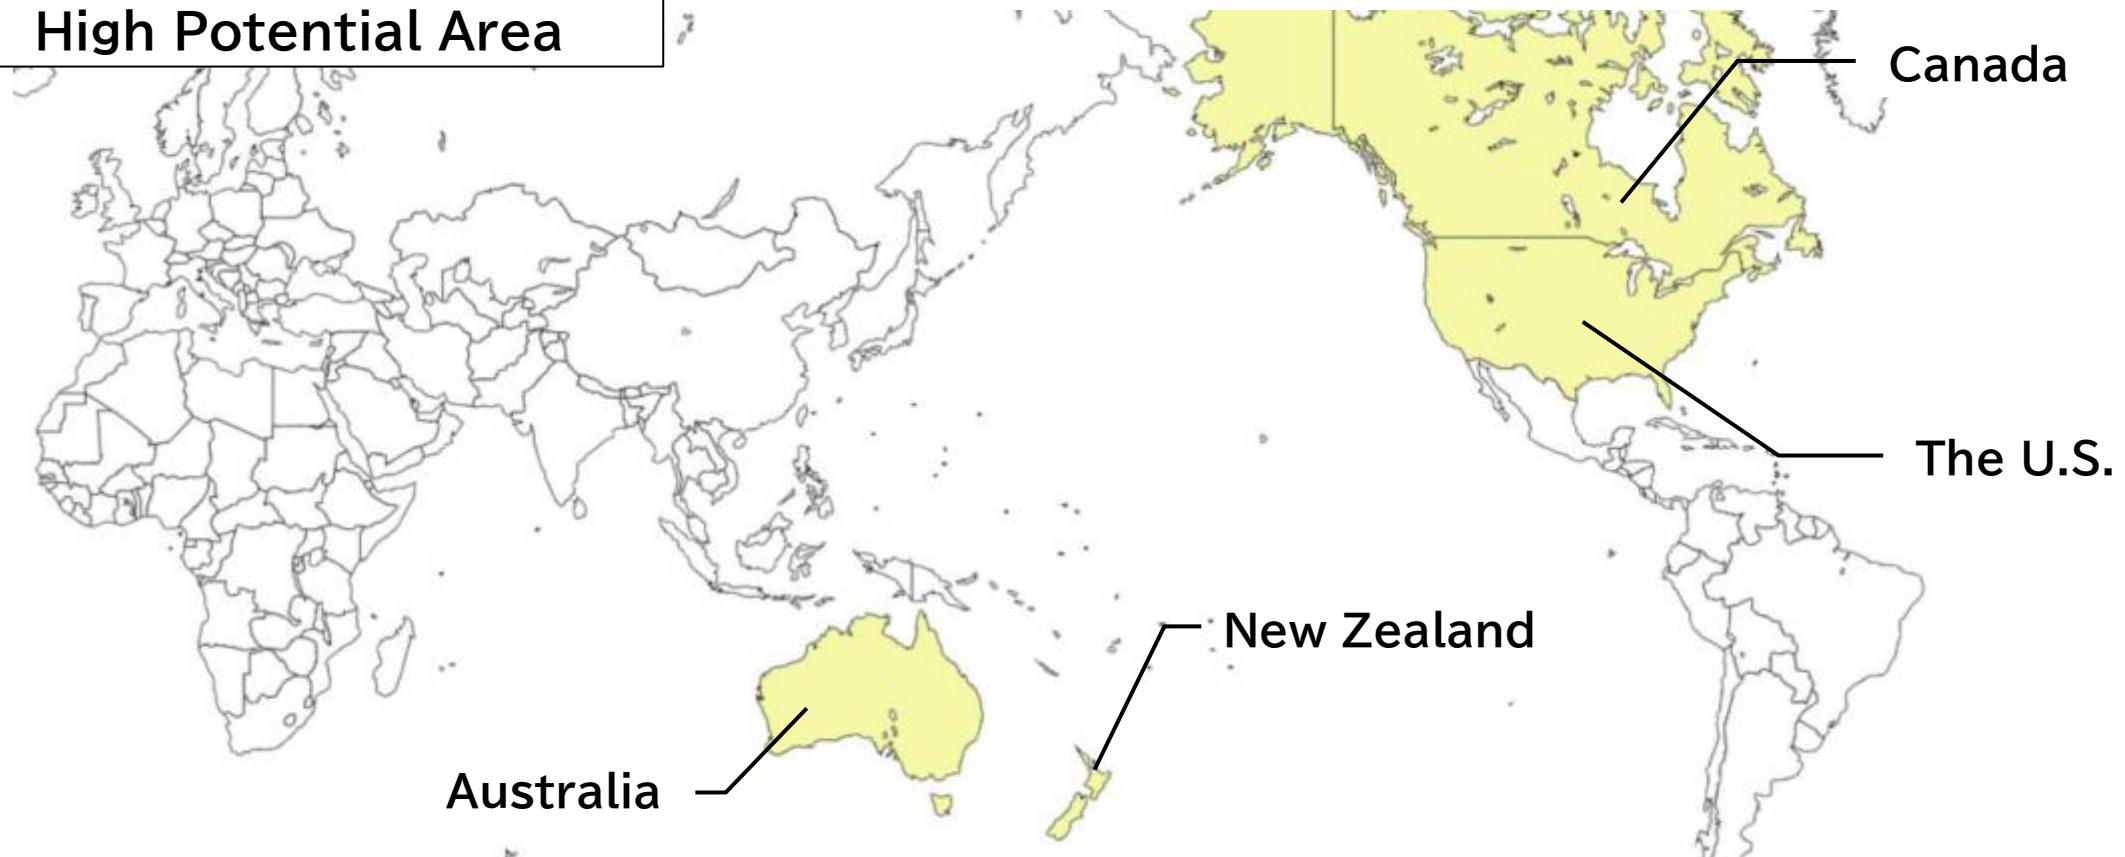 High Potential Area
Canada
The U.S.
New Zealand
Australia